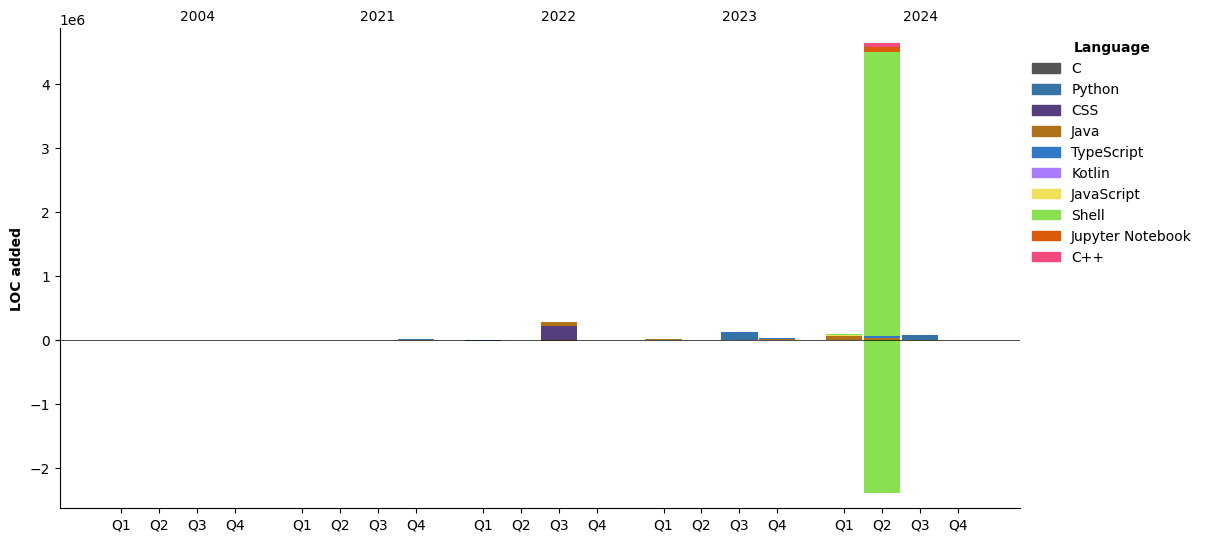 2004 2021 2022 2023 2024
1e6
Language
C
Python
CSS
Java
TypeScript
Kotlin
JavaScript
Shell
Jupyter Notebook
C++
LOC added
4
3
2
1
0
−1
−2
Q1 Q2 Q3 Q4 Q1 Q2 Q3 Q4 Q1 Q2 Q3 Q4 Q1 Q2 Q3 Q4 Q1 Q2 Q3 Q4